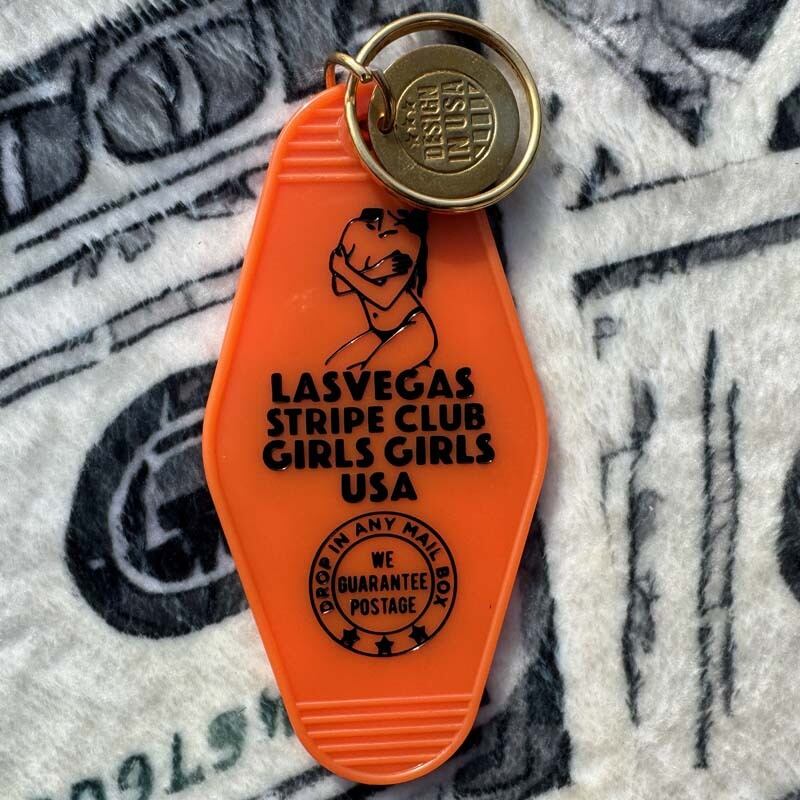 DESIGN
IN USA
LASVEGAS
STRIPE CLUB
GIRLS GIRLS
USA
DROP IN ANY MAIL BOX
WE
GUARANTEE
POSTAGE